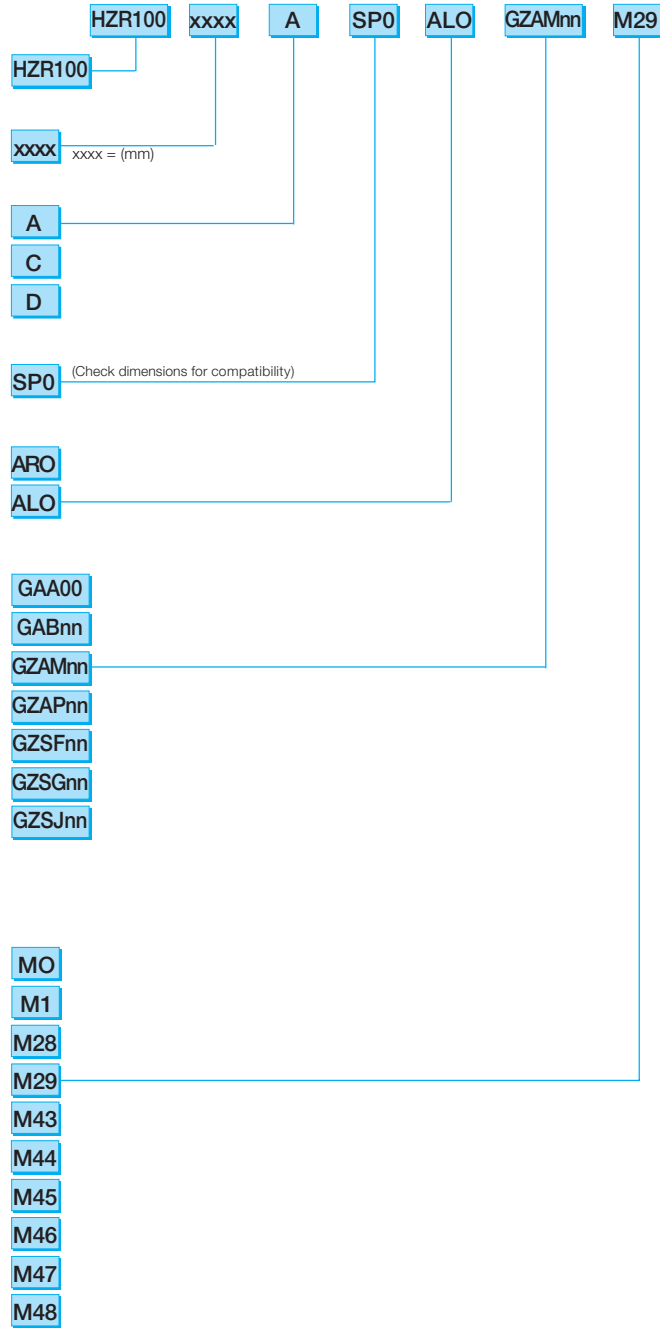 HZR100 xxxx A SP0 ALO GZAMnn M29
HZR100
xxxx xxxx = (mm)
A
C
D
SP0 (Check dimensions for compatibility)
ARO
ALO
GAA00
GABnn
GZAMnn
GZAPnn
GZSFnn
GZSGnn
GZSJnn
MO
M1
M28
M29
M43
M44
M45
M46
M47
M48